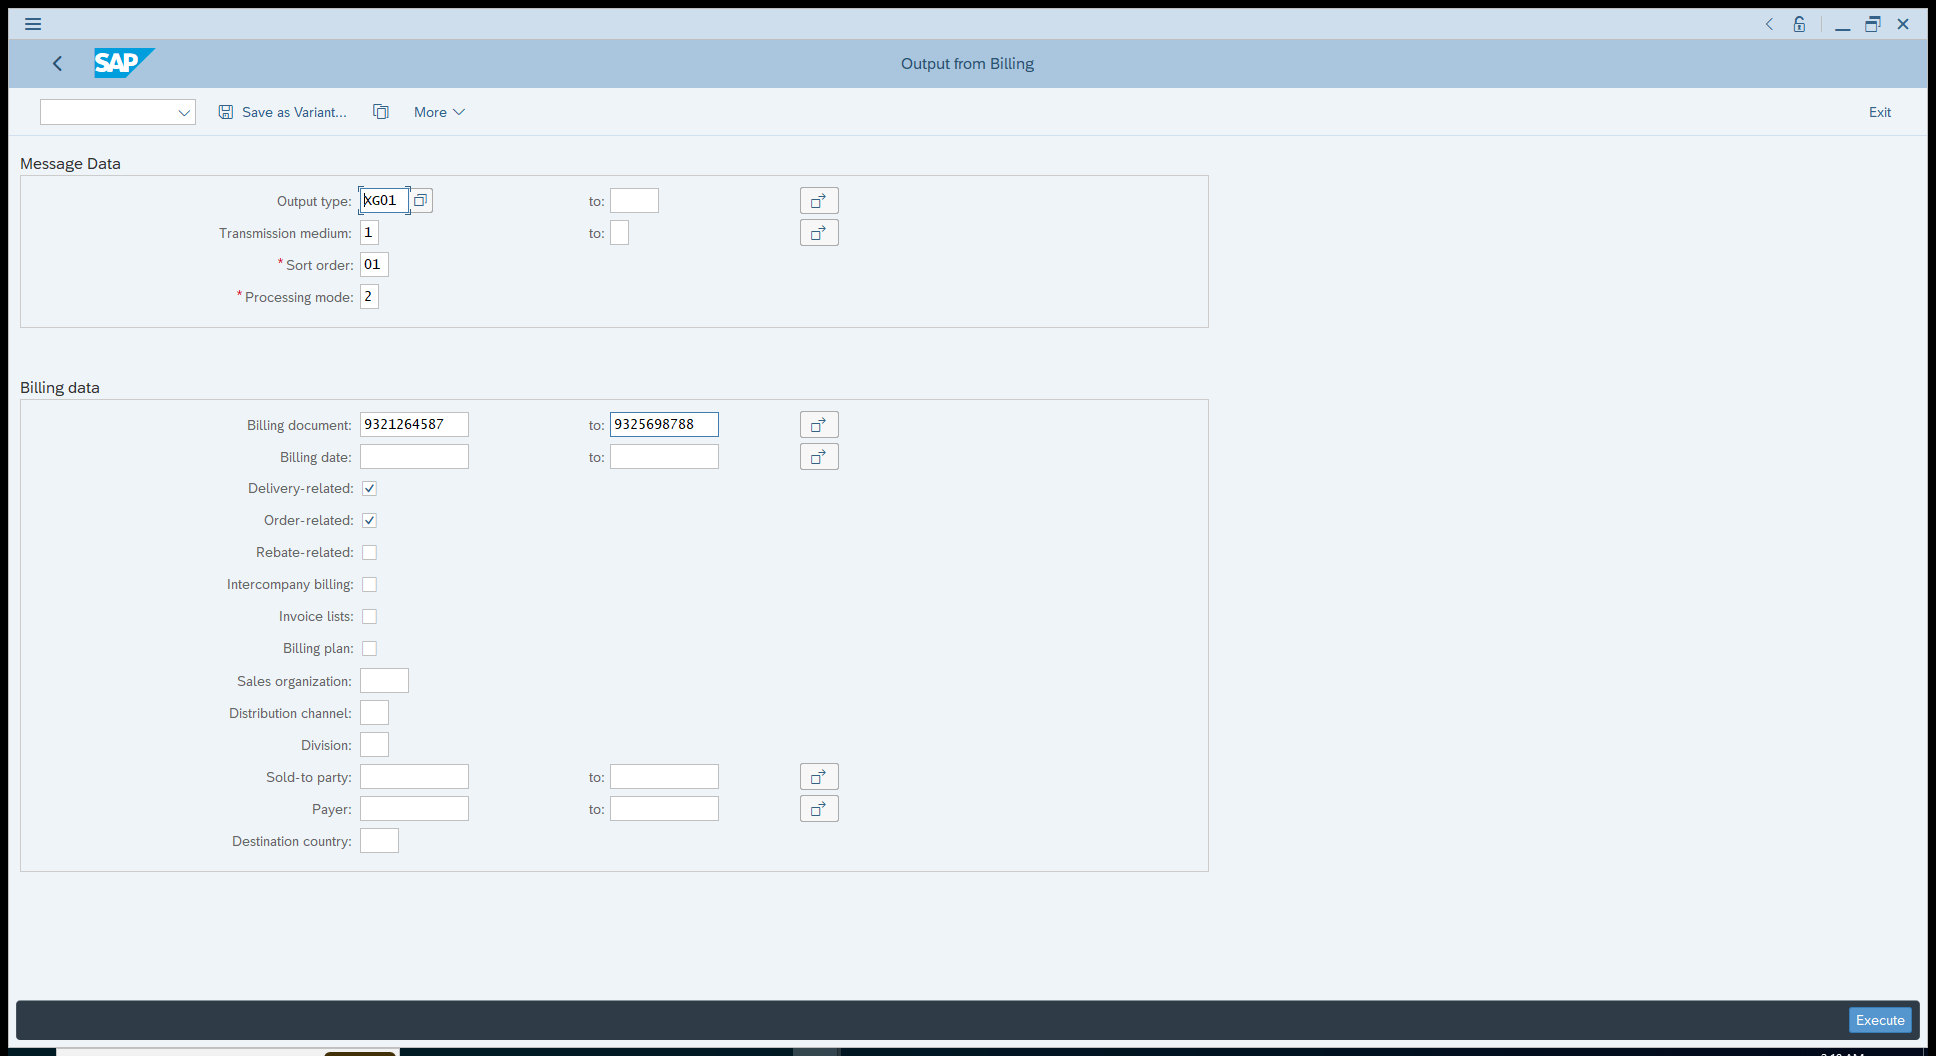 SAP
Output from Billing
Save as Variant...
More
Exit
Message Data
Output type: XG01 to:
Transmission medium: 1 to:
* Sort order: 01
* Processing mode: 2
Billing data
Billing document: 9321264587 to: 9325698788
Billing date: to:
Delivery-related:
Order-related:
Rebate-related:
Intercompany billing:
Invoice lists:
Billing plan:
Sales organization:
Distribution channel:
Division:
Sold-to party: to:
Payer: to:
Destination country:
Execute